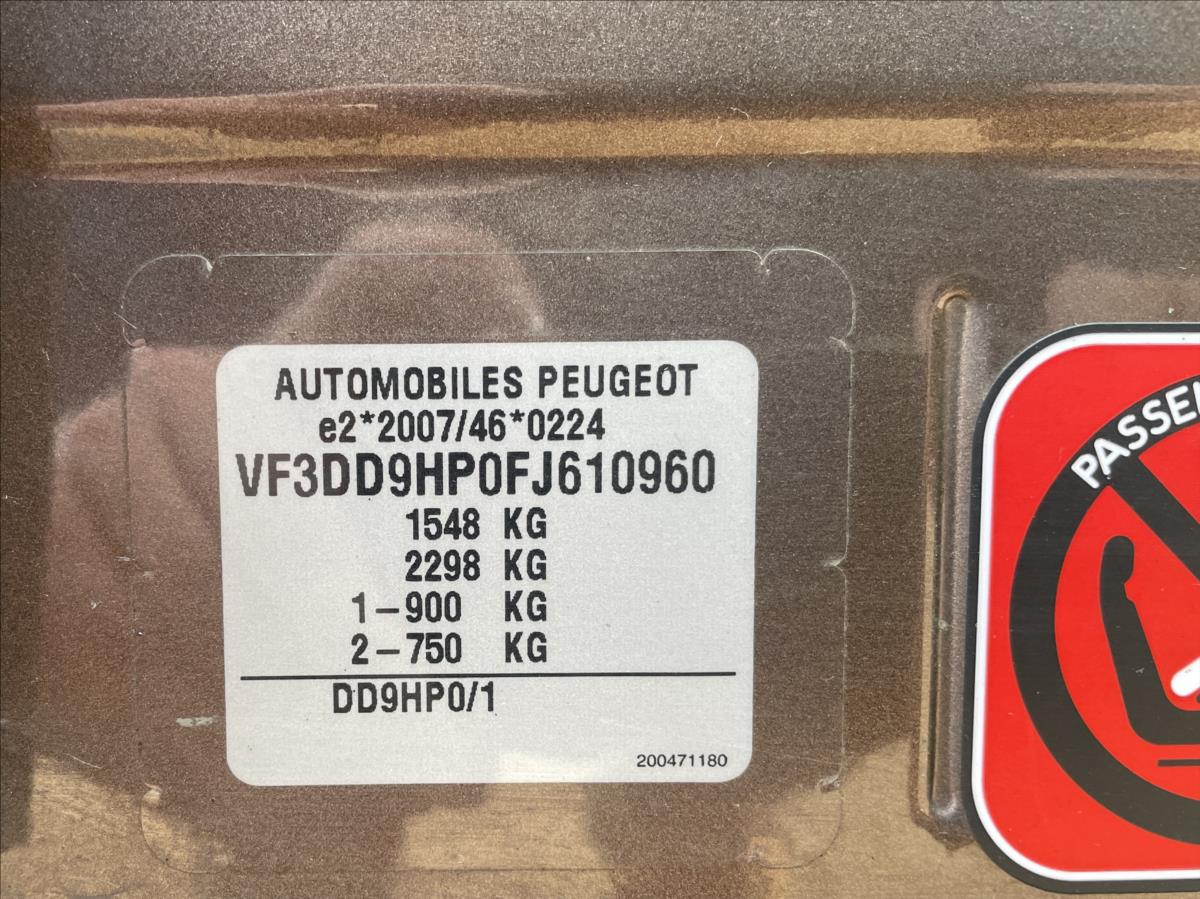 AUTOMOBILES PEUGEOT
e2*2007/46*0224
VF3DD9HP0FJ610960
1548 KG
2298 KG
1-900 KG
2-750 KG
DD9HP0/1
200471180